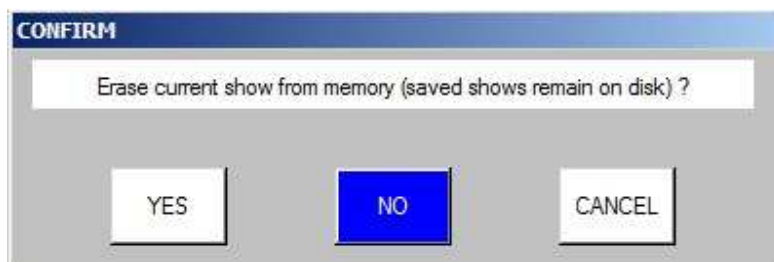 CONFIRM
Erase current show from memory (saved shows remain on disk) ?
YES NO CANCEL